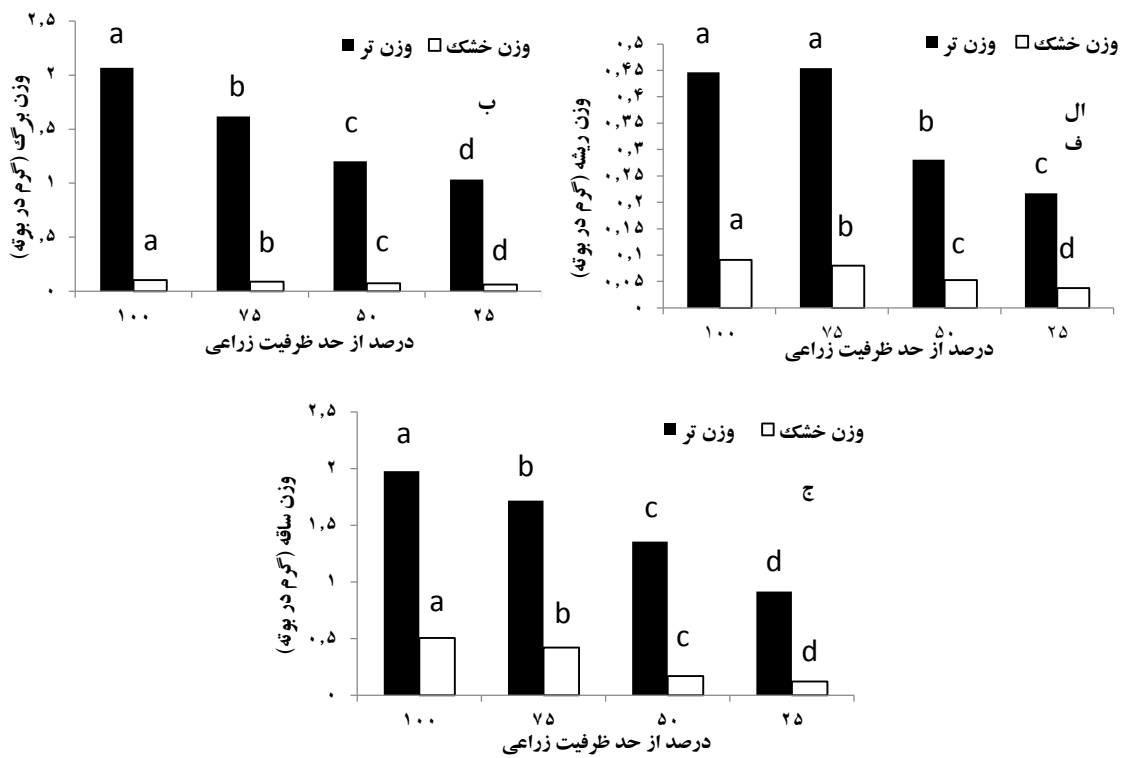 وزن تر وزن خشک
ال
ف
وزن ریشه (گرم در بوته)
۰,۵
۰,۴۵
۰,۴
۰,۳۵
۰,۳
۰,۲۵
۰,۲
۰,۱۵
۰,۱
۰,۰۵
۰
a a b c
a b c d
۱۰۰ ۷۵ ۵۰ ۲۵
درصد از حد ظرفیت زراعی
وزن تر وزن خشک
ب
وزن برگ (گرم در بوته)
۲,۵
۲
۱,۵
۱
۰,۵
۰
a b c d
a b c d
۱۰۰ ۷۵ ۵۰ ۲۵
درصد از حد ظرفیت زراعی
وزن تر وزن خشک
ج
وزن ساقه (گرم در بوته)
۲,۵
۲
۱,۵
۱
۰,۵
۰
a b c d
a b c d
۱۰۰ ۷۵ ۵۰ ۲۵
درصد از حد ظرفیت زراعی